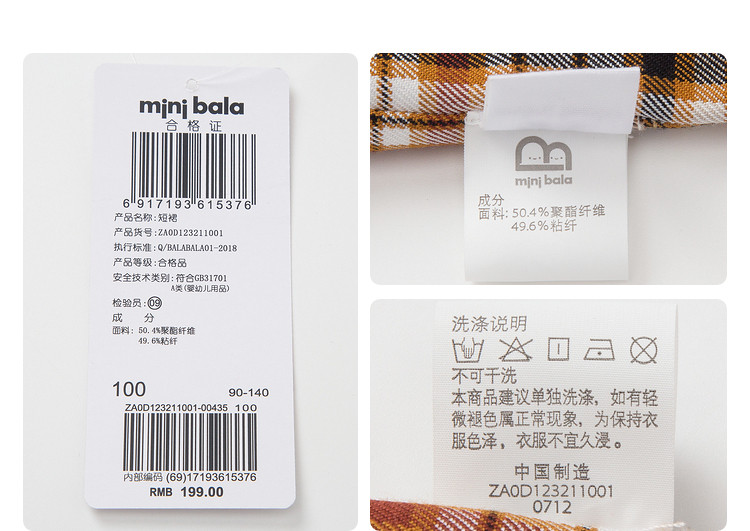 mini bala
合格证
6 917193 615376
产品名称: 短裙
产品货号: ZA0D123211001
执行标准: Q/BALABALA01-2018
产品等级: 合格品
安全技术类别: 符合GB31701
A类(婴幼儿用品)
检验员: 09
成 分
面料: 50.4%聚酯纤维
49.6%粘纤
100 90-140
ZA0D123211001-00435 100
内部编码 (69)17193615376
RMB 199.00
mini bala
成分
面料: 50.4%聚酯纤维
49.6%粘纤
洗涤说明
不可干洗
本商品建议单独洗涤，如有轻
微褪色属正常现象，为保持衣
服色泽，衣服不宜久浸。
中国制造
ZA0D123211001
0712